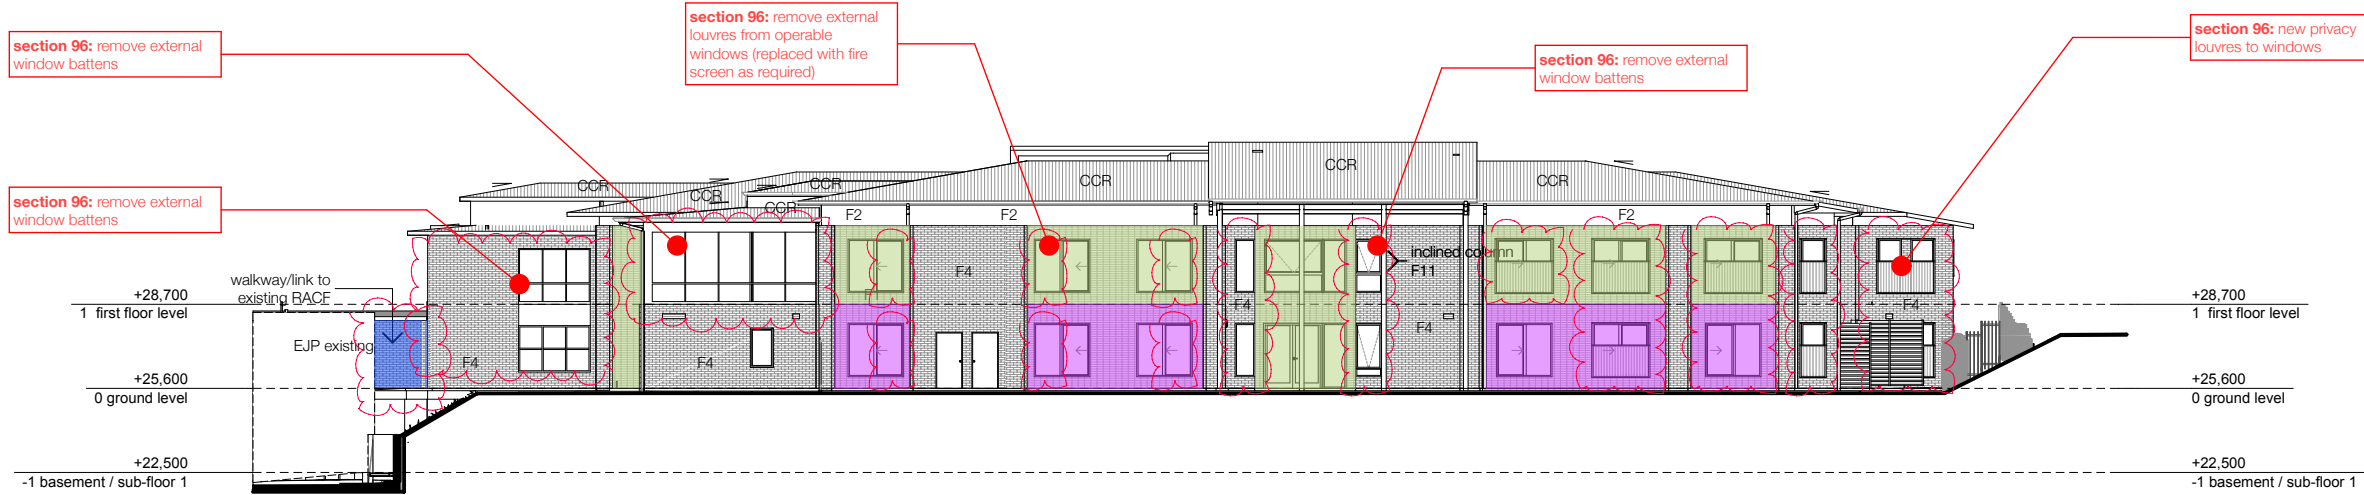 section 96: remove external
window battens
section 96: remove external
louvres from operable
windows (replaced with fire
screen as required)
section 96: remove external
window battens
section 96: new privacy
louvres to windows
section 96: remove external
window battens
CCR
CCR
CCR
CCR
CCR
CCR
CCR
F2
F2
F2
inclined column
F11
F4
F1
F4
F4
F4
F4
F4
walkway/link to
existing RACF
EJP existing
+28,700
1 first floor level
+25,600
0 ground level
+22,500
-1 basement / sub-floor 1
+28,700
1 first floor level
+25,600
0 ground level
+22,500
-1 basement / sub-floor 1